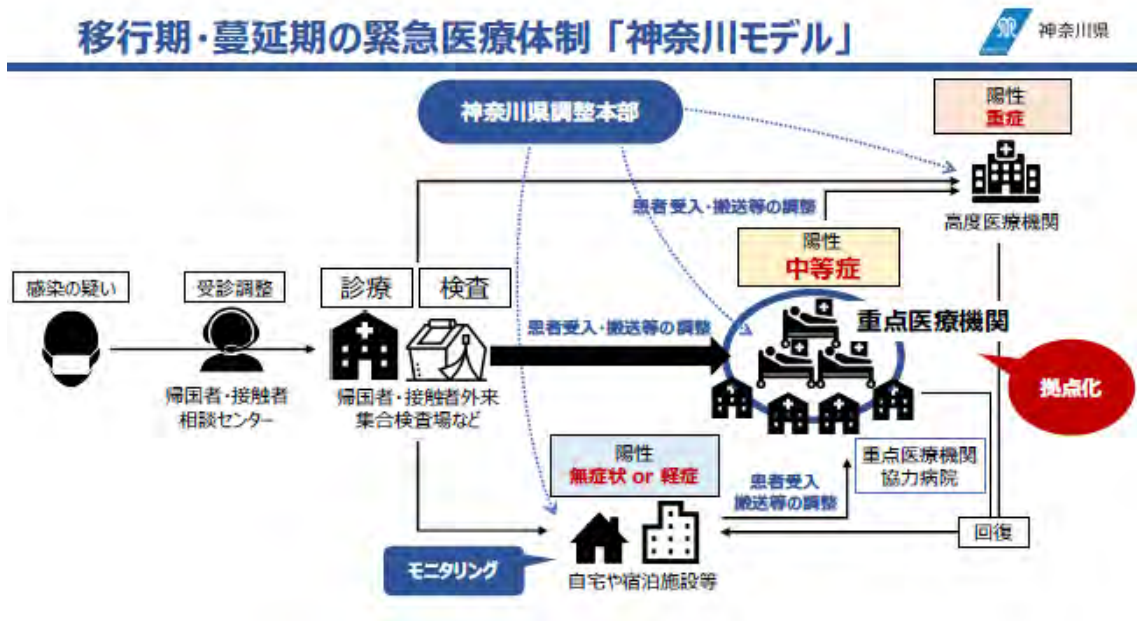 移行期・蔓延期の緊急医療体制「神奈川モデル」
神奈川県
神奈川県調整本部
陽性
重症
高度医療機関
患者受入・搬送等の調整
陽性
中等症
感染の疑い
受診調整
診療
検査
患者受入・搬送等の調整
重点医療機関
拠点化
帰国者・接触者
相談センター
帰国者・接触者外来
集合検査場など
陽性
無症状 or 軽症
患者受入
搬送等の調整
重点医療機関
協力病院
回復
モニタリング
自宅や宿泊施設等